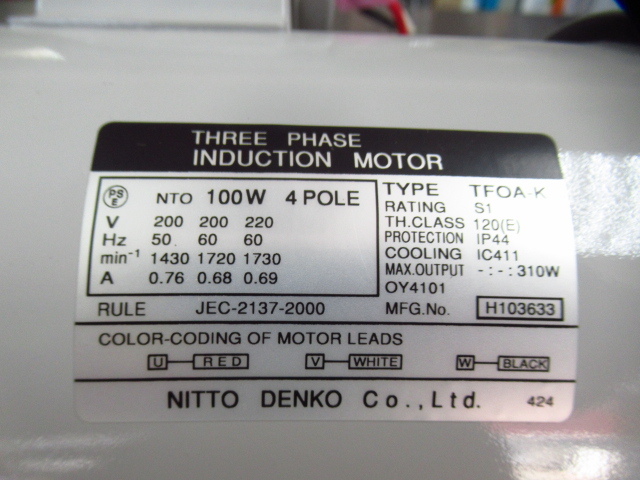 THREE PHASE
INDUCTION MOTOR
PS
E
NTO 100W 4 POLE
V 200 200 220
Hz 50 60 60
min⁻¹ 1430 1720 1730
A 0.76 0.68 0.69
TYPE TFOA-K
RATING S1
TH.CLASS 120(E)
PROTECTION IP44
COOLING IC411
MAX.OUTPUT -:-:310W
OY4101
RULE JEC-2137-2000
MFG.No. H103633
COLOR-CODING OF MOTOR LEADS
U RED V WHITE W BLACK
NITTO DENKO Co.,Ltd. 424